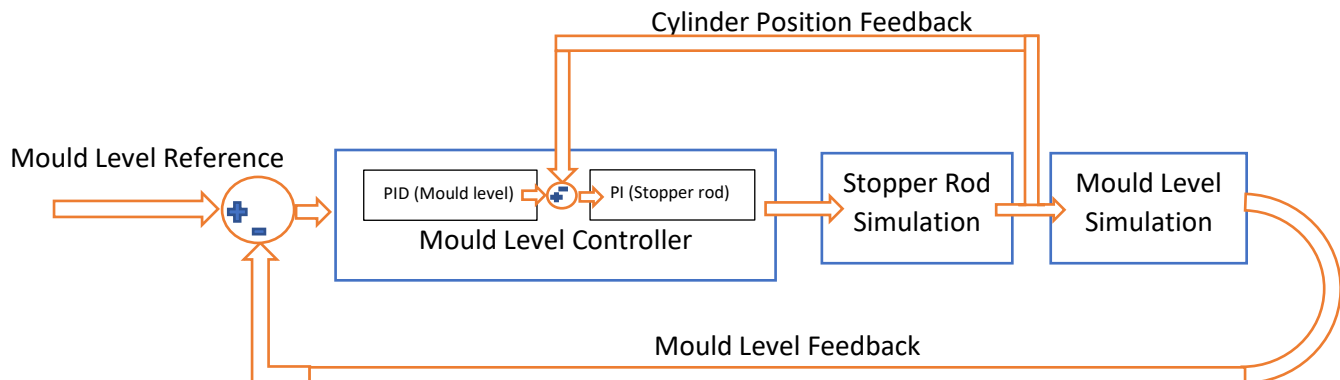 Cylinder Position Feedback
Mould Level Reference
PID (Mould level)
PI (Stopper rod)
Mould Level Controller
Stopper Rod
Simulation
Mould Level
Simulation
Mould Level Feedback